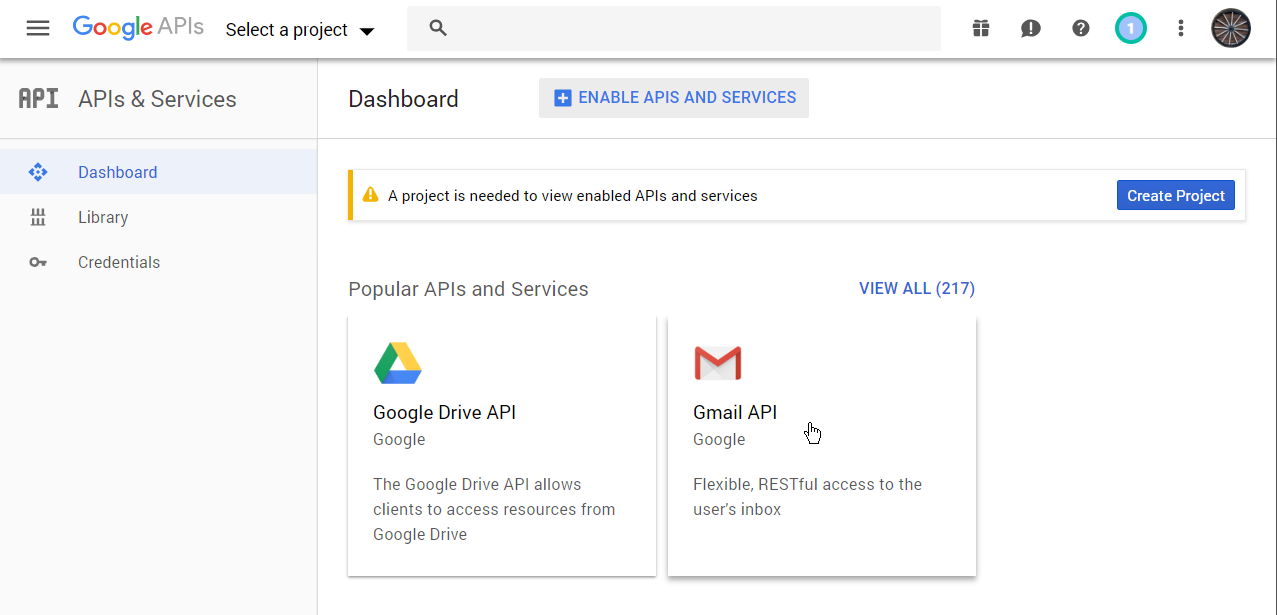 Google APIs
Select a project
1
API APIs & Services
Dashboard
ENABLE APIS AND SERVICES
Dashboard
Library
Credentials
A project is needed to view enabled APIs and services
Create Project
Popular APIs and Services
VIEW ALL (217)
Google Drive API
Google
The Google Drive API allows
clients to access resources from
Google Drive
Gmail API
Google
Flexible, RESTful access to the
user's inbox